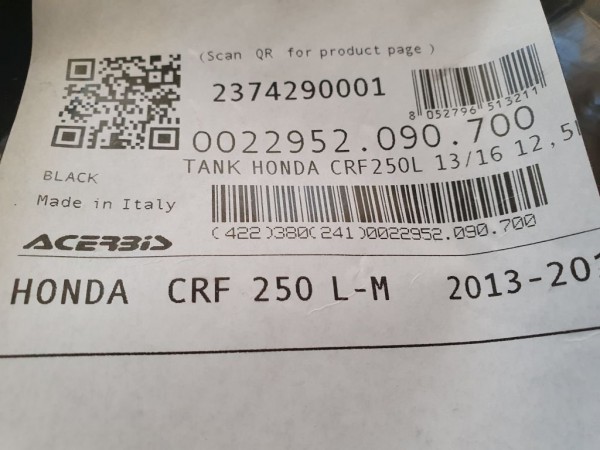 (Scan QR for product page )
2374290001
8 052796 513211
0022952.090.700
TANK HONDA CRF250L 13/16 12,5
BLACK
Made in Italy
(422)380(241)0022952.090.700
ACERBIS
HONDA CRF 250 L-M 2013-201